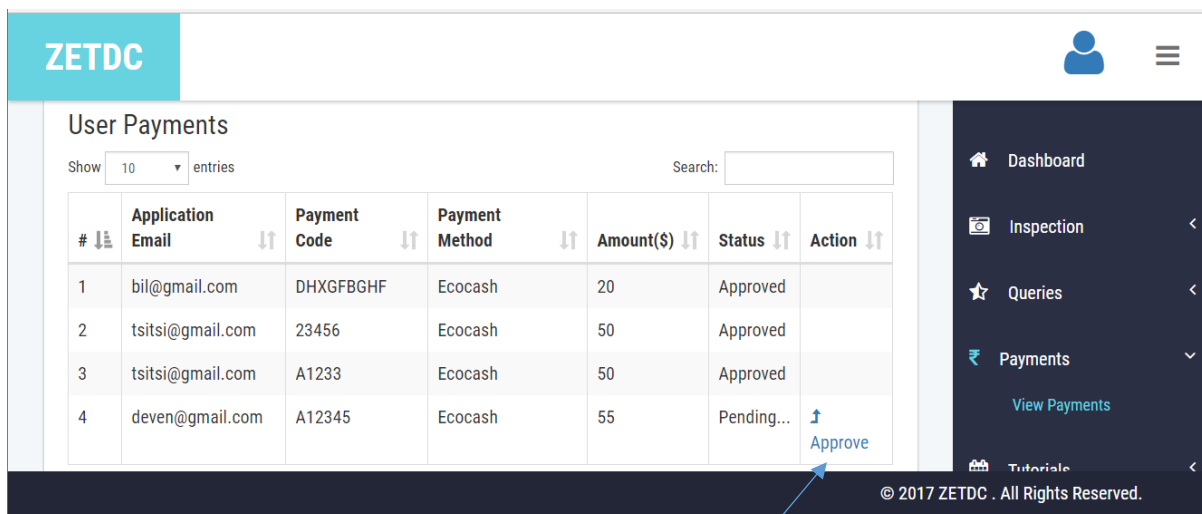 ZETDC
User Payments
Show 10 entries Search:
# Application Email Payment Code Payment Method Amount($) Status Action
1 bil@gmail.com DHXGFBGHF Ecocash 20 Approved
2 tsitsi@gmail.com 23456 Ecocash 50 Approved
3 tsitsi@gmail.com A1233 Ecocash 50 Approved
4 deven@gmail.com A12345 Ecocash 55 Pending... Approve
Dashboard
Inspection
Queries
₹ Payments
View Payments
Tutorials
© 2017 ZETDC . All Rights Reserved.